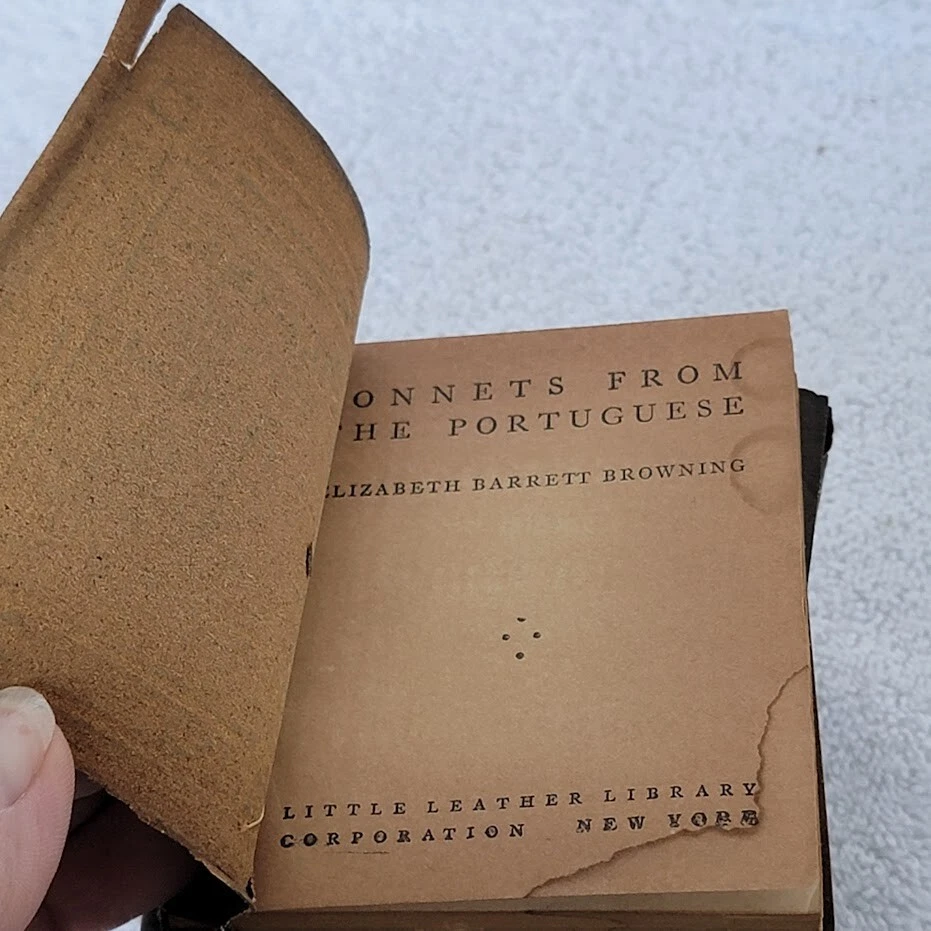 ONNETS FROM
HE PORTUGUESE
ELIZABETH BARRETT BROWNING
LITTLE LEATHER LIBRARY
CORPORATION NEW YORK